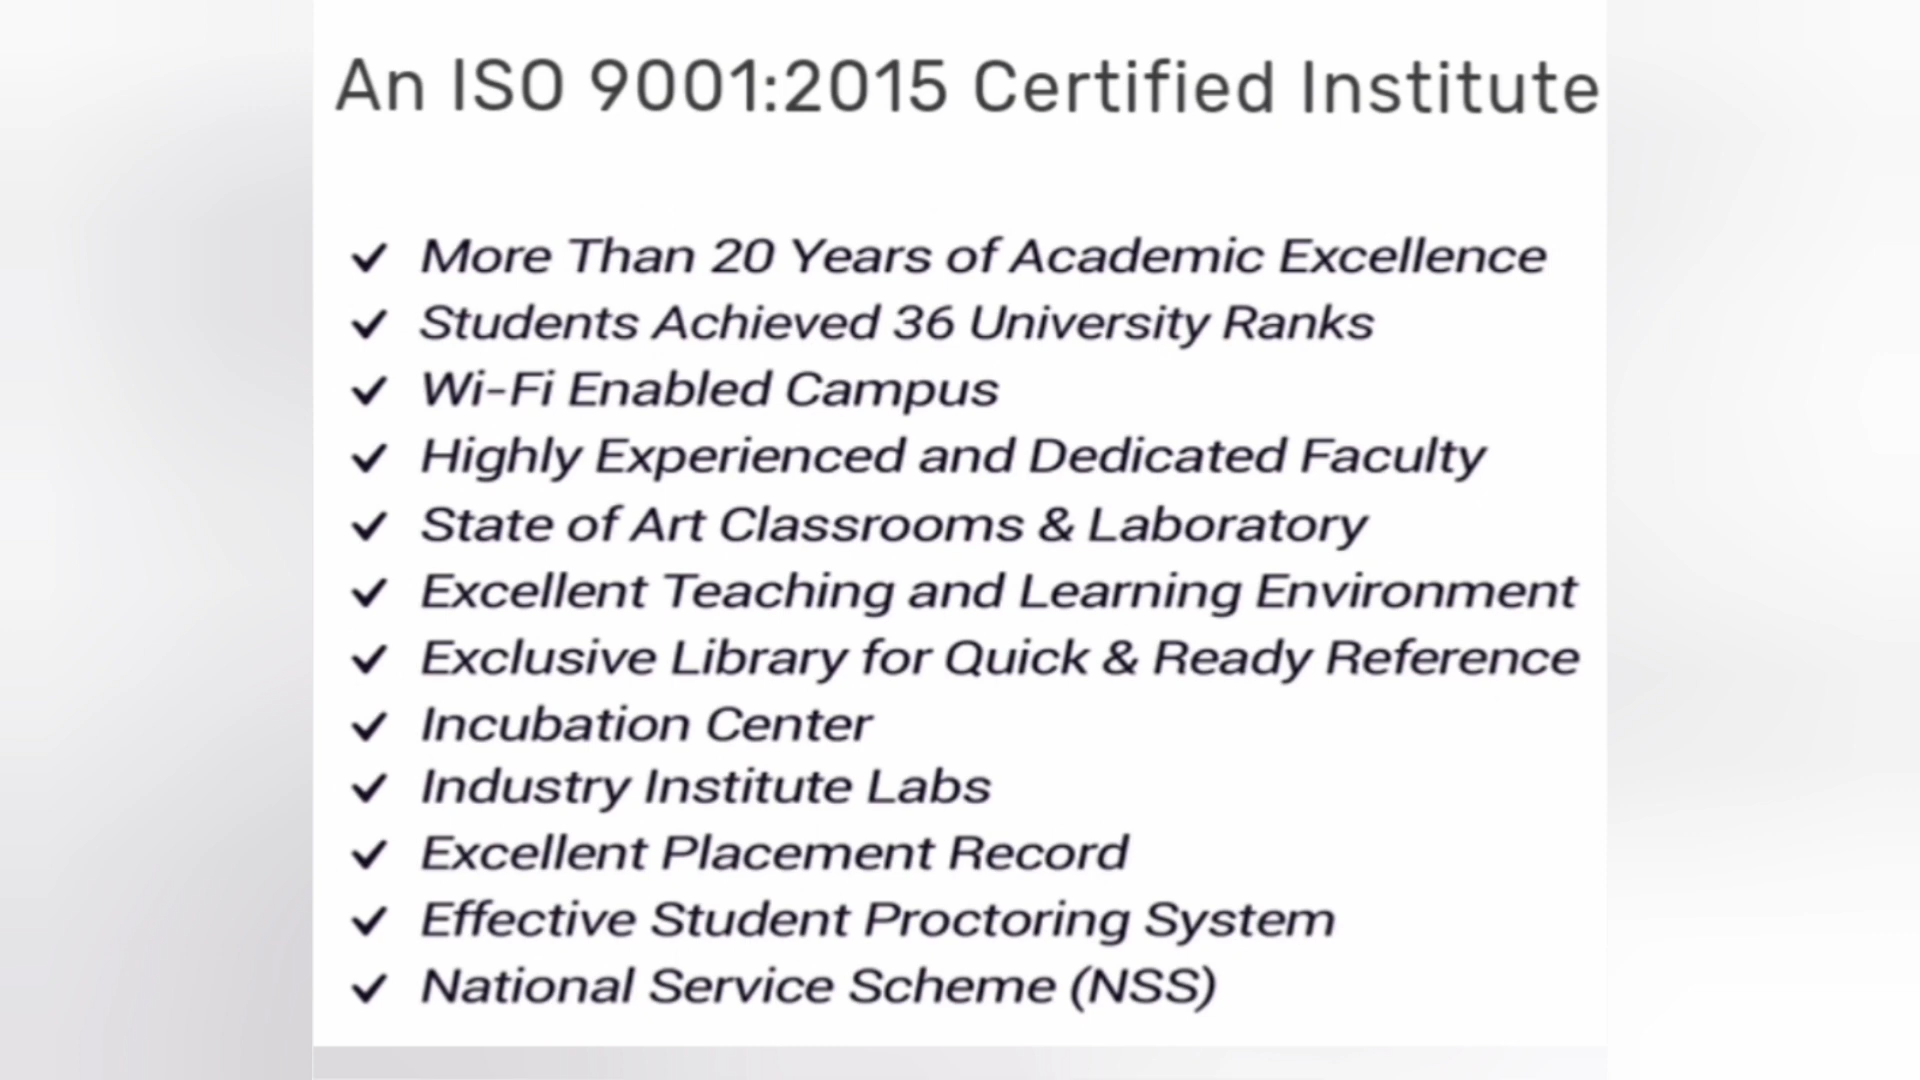 An ISO 9001:2015 Certified Institute
✓ More Than 20 Years of Academic Excellence
✓ Students Achieved 36 University Ranks
✓ Wi-Fi Enabled Campus
✓ Highly Experienced and Dedicated Faculty
✓ State of Art Classrooms & Laboratory
✓ Excellent Teaching and Learning Environment
✓ Exclusive Library for Quick & Ready Reference
✓ Incubation Center
✓ Industry Institute Labs
✓ Excellent Placement Record
✓ Effective Student Proctoring System
✓ National Service Scheme (NSS)